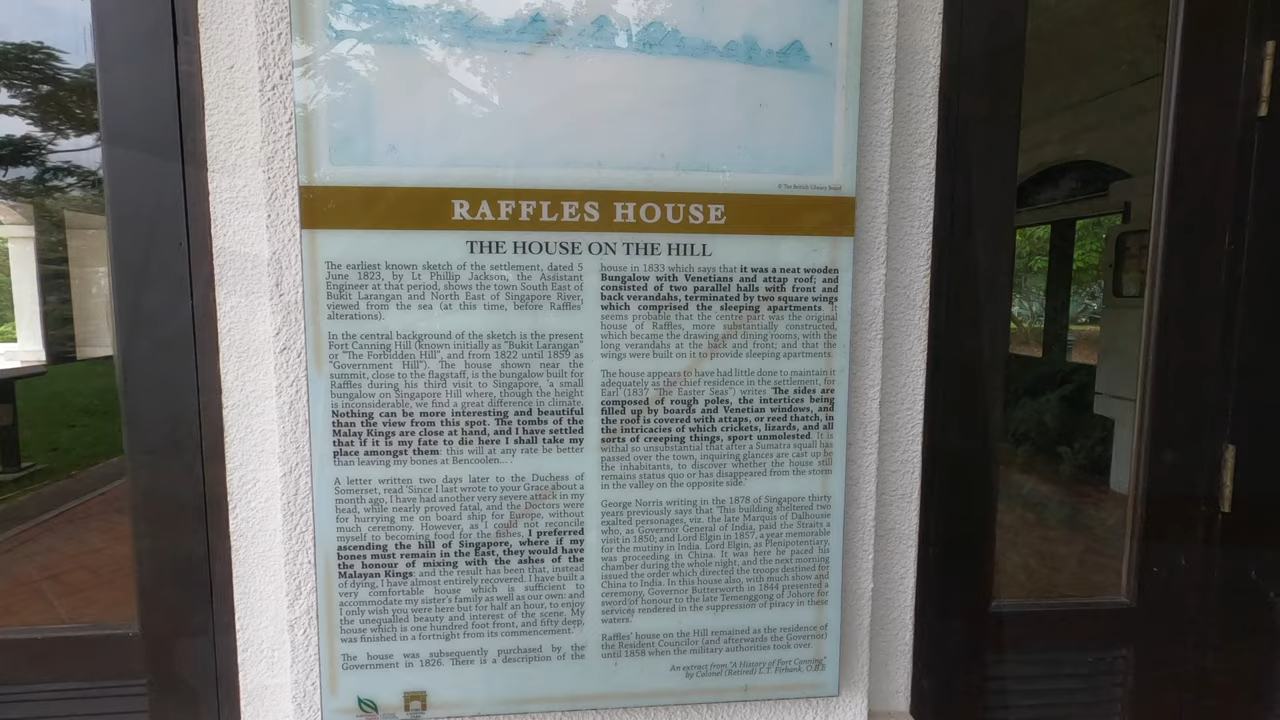 © The British Library Board
RAFFLES HOUSE
THE HOUSE ON THE HILL
The earliest known sketch of the settlement, dated 5
June 1823, by Lt Phillip Jackson, the Assistant
Engineer at that period, shows the town South East of
Bukit Larangan and North East of Singapore River,
viewed from the sea (at this time, before Raffles'
alterations).
In the central background of the sketch is the present
Fort Canning Hill (known initially as "Bukit Larangan"
or "The Forbidden Hill", and from 1822 until 1859 as
"Government Hill"). The house shown near the
summit, close to the flagstaff, is the bungalow built for
Raffles during his third visit to Singapore, 'a small
bungalow on Singapore Hill where, though the height
is inconsiderable, we find a great difference in climate.
Nothing can be more interesting and beautiful
than the view from this spot. The tombs of the
Malay Kings are close at hand, and I have settled
that if it is my fate to die here I shall take my
place amongst them: this will at any rate be better
than leaving my bones at Bencoolen... .
A letter written two days later to the Duchess of
Somerset, read 'Since I last wrote to your Grace about a
month ago, I have had another very severe attack in my
head, while nearly proved fatal, and the Doctors were
for hurrying me on board ship for Europe, without
much ceremony. However, as I could not reconcile
myself to becoming food for the fishes, I preferred
ascending the hill of Singapore, where if my
bones must remain in the East, they would have
the honour of mixing with the ashes of the
Malayan Kings: and the result has been that, instead
of dying, I have almost entirely recovered. I have built a
very comfortable house which is sufficient to
accommodate my sister's family as well as our own: and
I only wish you were here but for half an hour, to enjoy
the unequalled beauty and interest of the scene. My
house which is one hundred foot front, and fifty deep,
was finished in a fortnight from its commencement.'
The house was subsequently purchased by the
Government in 1826. There is a description of the
house in 1833 which says that it was a neat wooden
Bungalow with Venetians and attap roof; and
consisted of two parallel halls with front and
back verandahs, terminated by two square wings
which comprised the sleeping apartments. It
seems probable that the centre part was the original
house of Raffles, more substantially constructed,
which became the drawing and dining rooms, with the
long verandahs at the back and front; and that the
wings were built on it to provide sleeping apartments.
The house appears to have had little done to maintain it
adequately as the chief residence in the settlement, for
Earl (1837 "The Easter Seas") writes 'The sides are
composed of rough poles, the intertices being
filled up by boards and Venetian windows, and
the roof is covered with attaps, or reed thatch, in
the intricacies of which crickets, lizards, and all
sorts of creeping things, sport unmolested. It is
withal so unsubstantial that after a Sumatra squall has
passed over the town, inquiring glances are cast up be
the inhabitants, to discover whether the house still
remains status quo or has disappeared from the storm
in the valley on the opposite side.'
George Norris writing in the 1878 of Singapore thirty
years previously says that 'This building sheltered two
exalted personages, viz. the late Marquis of Dalhousie
who, as Governor General of India, paid the Straits a
visit in 1850; and Lord Elgin in 1857, a year memorable
for the mutiny in India. Lord Elgin, as Plenipotentiary,
was proceeding in China. It was here he paced his
chamber during the whole night, and the next morning
issued the order which directed the troops destined for
China to India. In this house also, with much show and
ceremony, Governor Butterworth in 1844 presented a
sword of honour to the late Temenggong of Johore for
services rendered in the suppression of piracy in these
waters.'
Raffles' house on the Hill remained as the residence of
the Resident Councilor (and afterwards the Governor)
until 1858 when the military authorities took over.
An extract from "A History of Fort Canning"
by Colonel (Retired) L.T. Firbank, O.B.E